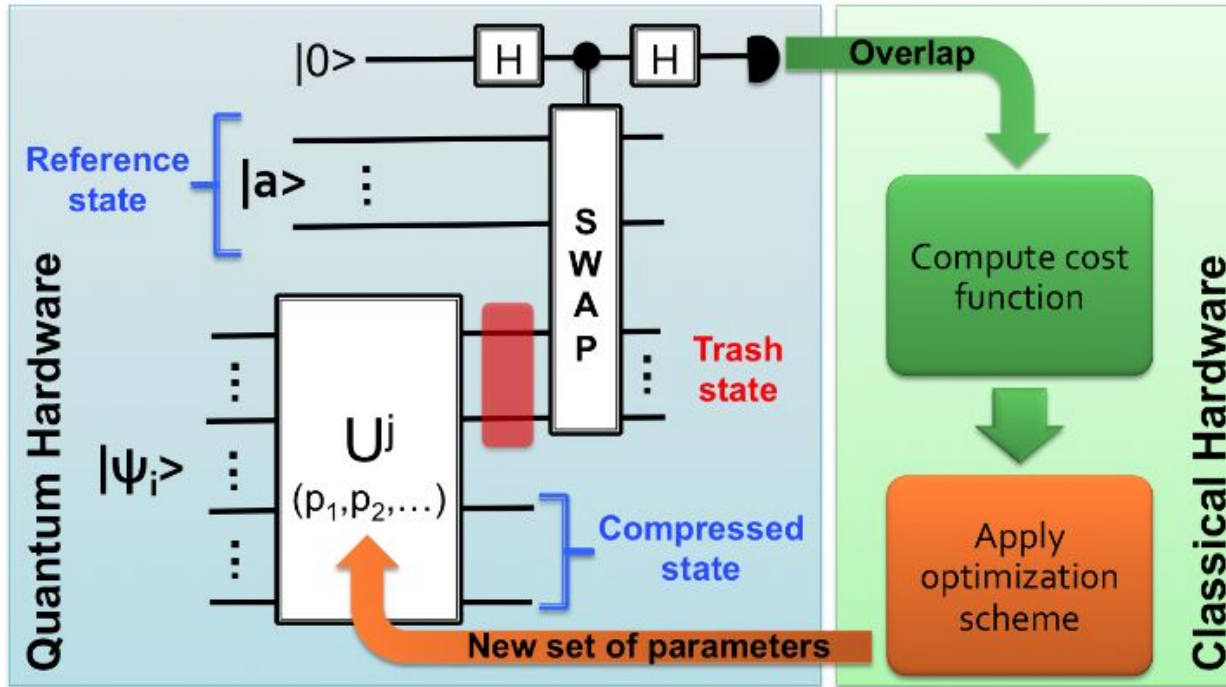 |0>
H
H
Overlap
Reference
state
|a>
⋮
S
W
A
P
Compute cost
function
Quantum Hardware
⋮
⋮
⋮
|ψᵢ>
Uʲ
(p₁,p₂,...)
⋮
Trash
state
Compressed
state
New set of parameters
Apply
optimization
scheme
Classical Hardware